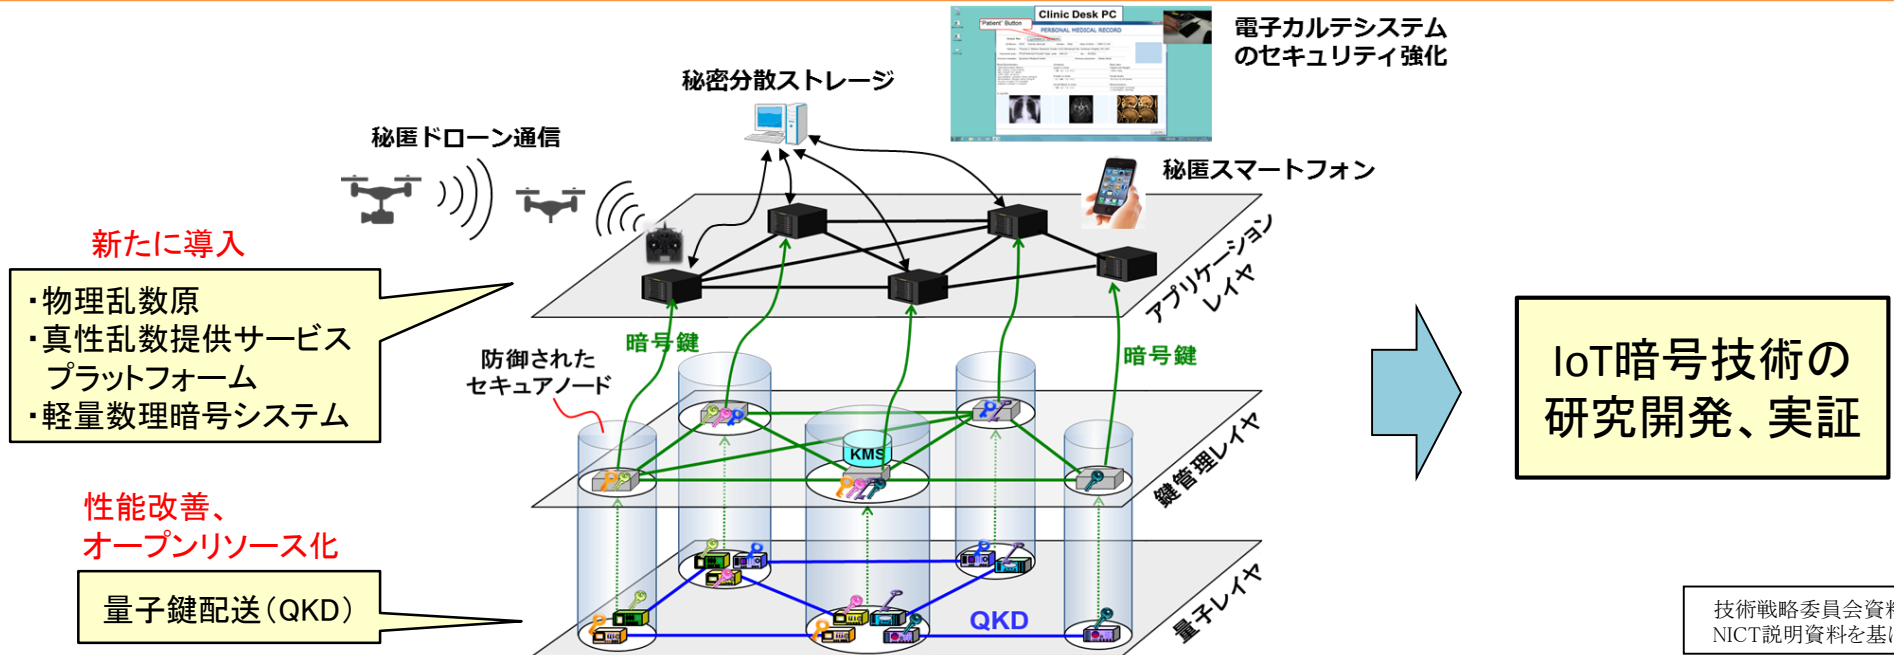 Clinic Desk PC
"Patient" Button
PERSONAL MEDICAL RECORD
電子カルテシステム
のセキュリティ強化
秘密分散ストレージ
秘匿ドローン通信
秘匿スマートフォン
新たに導入
・物理乱数原
・真性乱数提供サービス
プラットフォーム
・軽量数理暗号システム
アプリケーション
レイヤ
暗号鍵
防御された
セキュアノード
暗号鍵
KMS
鍵管理レイヤ
IoT暗号技術の
研究開発、実証
性能改善、
オープンリソース化
量子鍵配送（QKD）
QKD
量子レイヤ
技術戦略委員会資料
NICT説明資料を基に